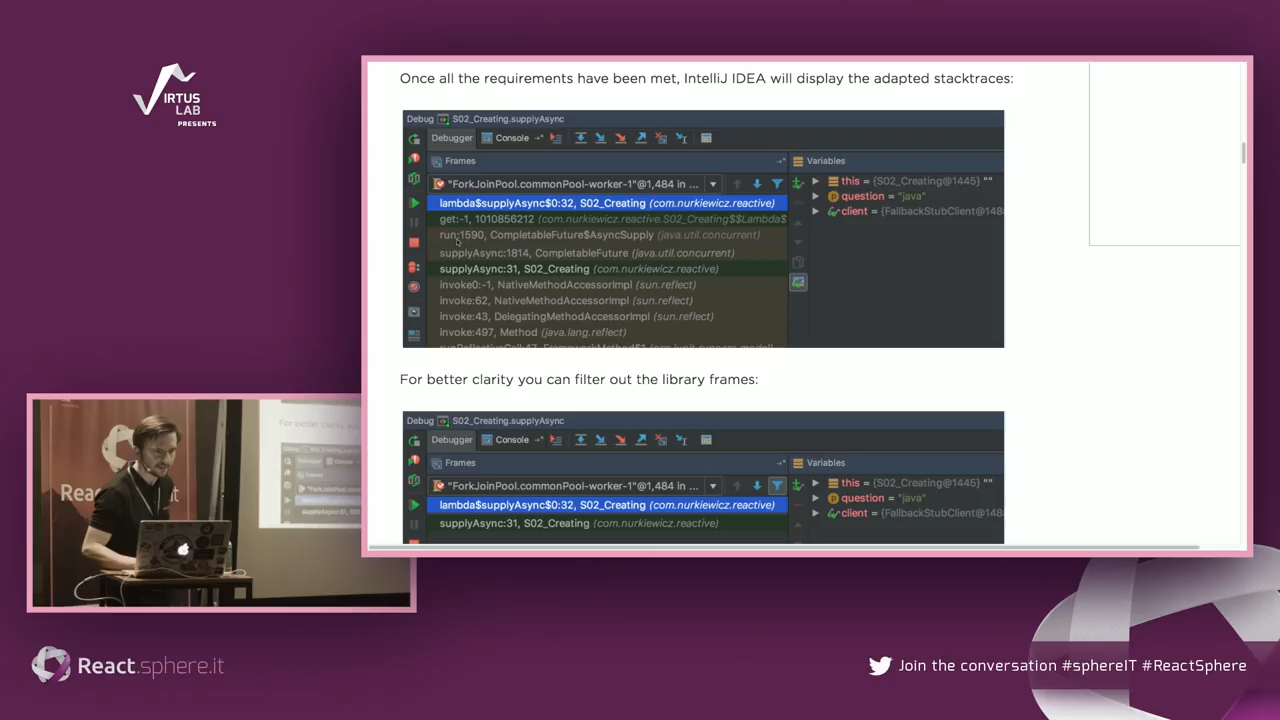 VIRTUS
LAB
PRESENTS
Once all the requirements have been met, IntelliJ IDEA will display the adapted stacktraces:
Debug S02_Creating.supplyAsync
Debugger Console
Frames Variables
"ForkJoinPool.commonPool-worker-1"@1,484 in ...
this = {S02_Creating@1445} ""
question = "java"
client = {FallbackStubClient@148
lambda$supplyAsync$0:32, S02_Creating (com.nurkiewicz.reactive)
get:-1, 1010856212 (com.nurkiewicz.reactive.S02_Creating$$Lambda$
run:1590, CompletableFuture$AsyncSupply (java.util.concurrent)
supplyAsync:1814, CompletableFuture (java.util.concurrent)
supplyAsync:31, S02_Creating (com.nurkiewicz.reactive)
invoke0:-1, NativeMethodAccessorImpl (sun.reflect)
invoke:62, NativeMethodAccessorImpl (sun.reflect)
invoke:43, DelegatingMethodAccessorImpl (sun.reflect)
invoke:497, Method (java.lang.reflect)
For better clarity you can filter out the library frames:
Debug S02_Creating.supplyAsync
Debugger Console
Frames Variables
"ForkJoinPool.commonPool-worker-1"@1,484 in ...
this = {S02_Creating@1445} ""
question = "java"
client = {FallbackStubClient@148
lambda$supplyAsync$0:32, S02_Creating (com.nurkiewicz.reactive)
supplyAsync:31, S02_Creating (com.nurkiewicz.reactive)
For better clarity
React.sphere.it
Join the conversation #sphereIT #ReactSphere